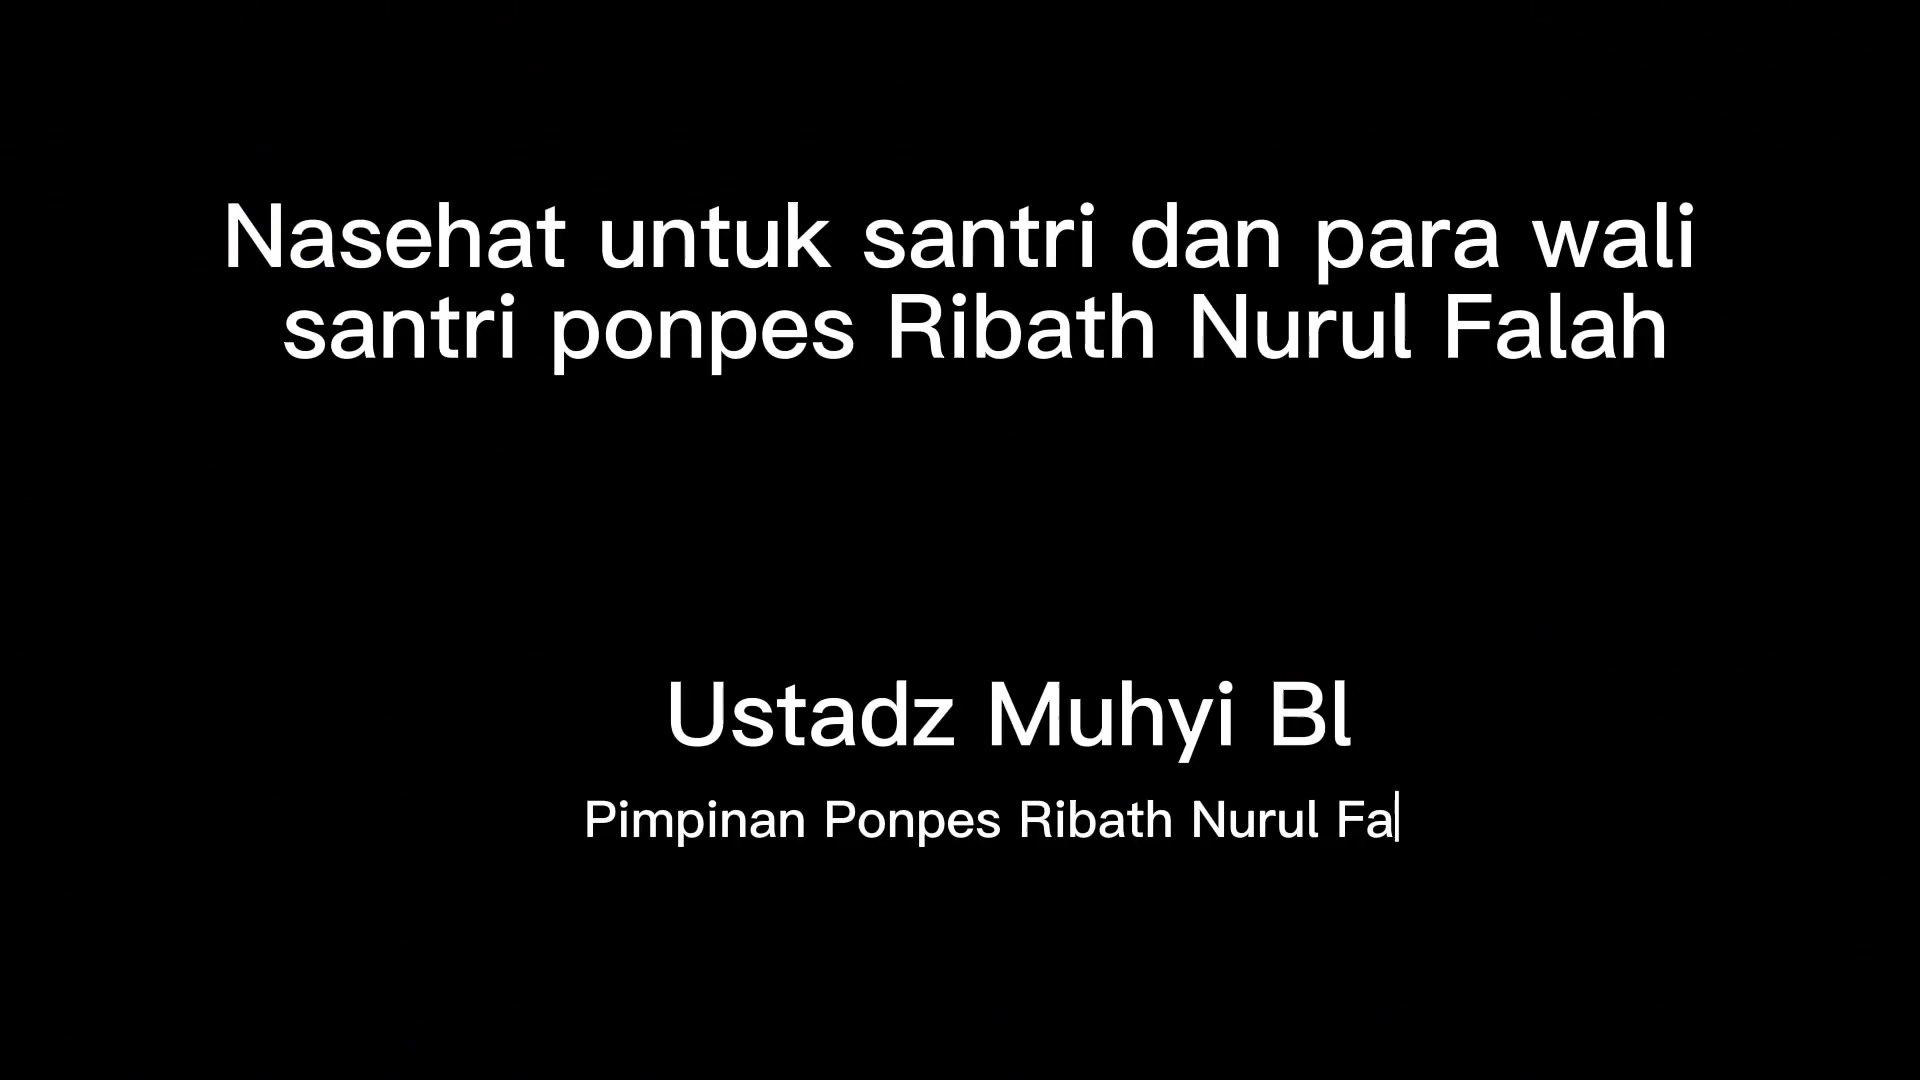 Nasehat untuk santri dan para wali
santri ponpes Ribath Nurul Falah
Ustadz Muhyi Bl
Pimpinan Ponpes Ribath Nurul Fa